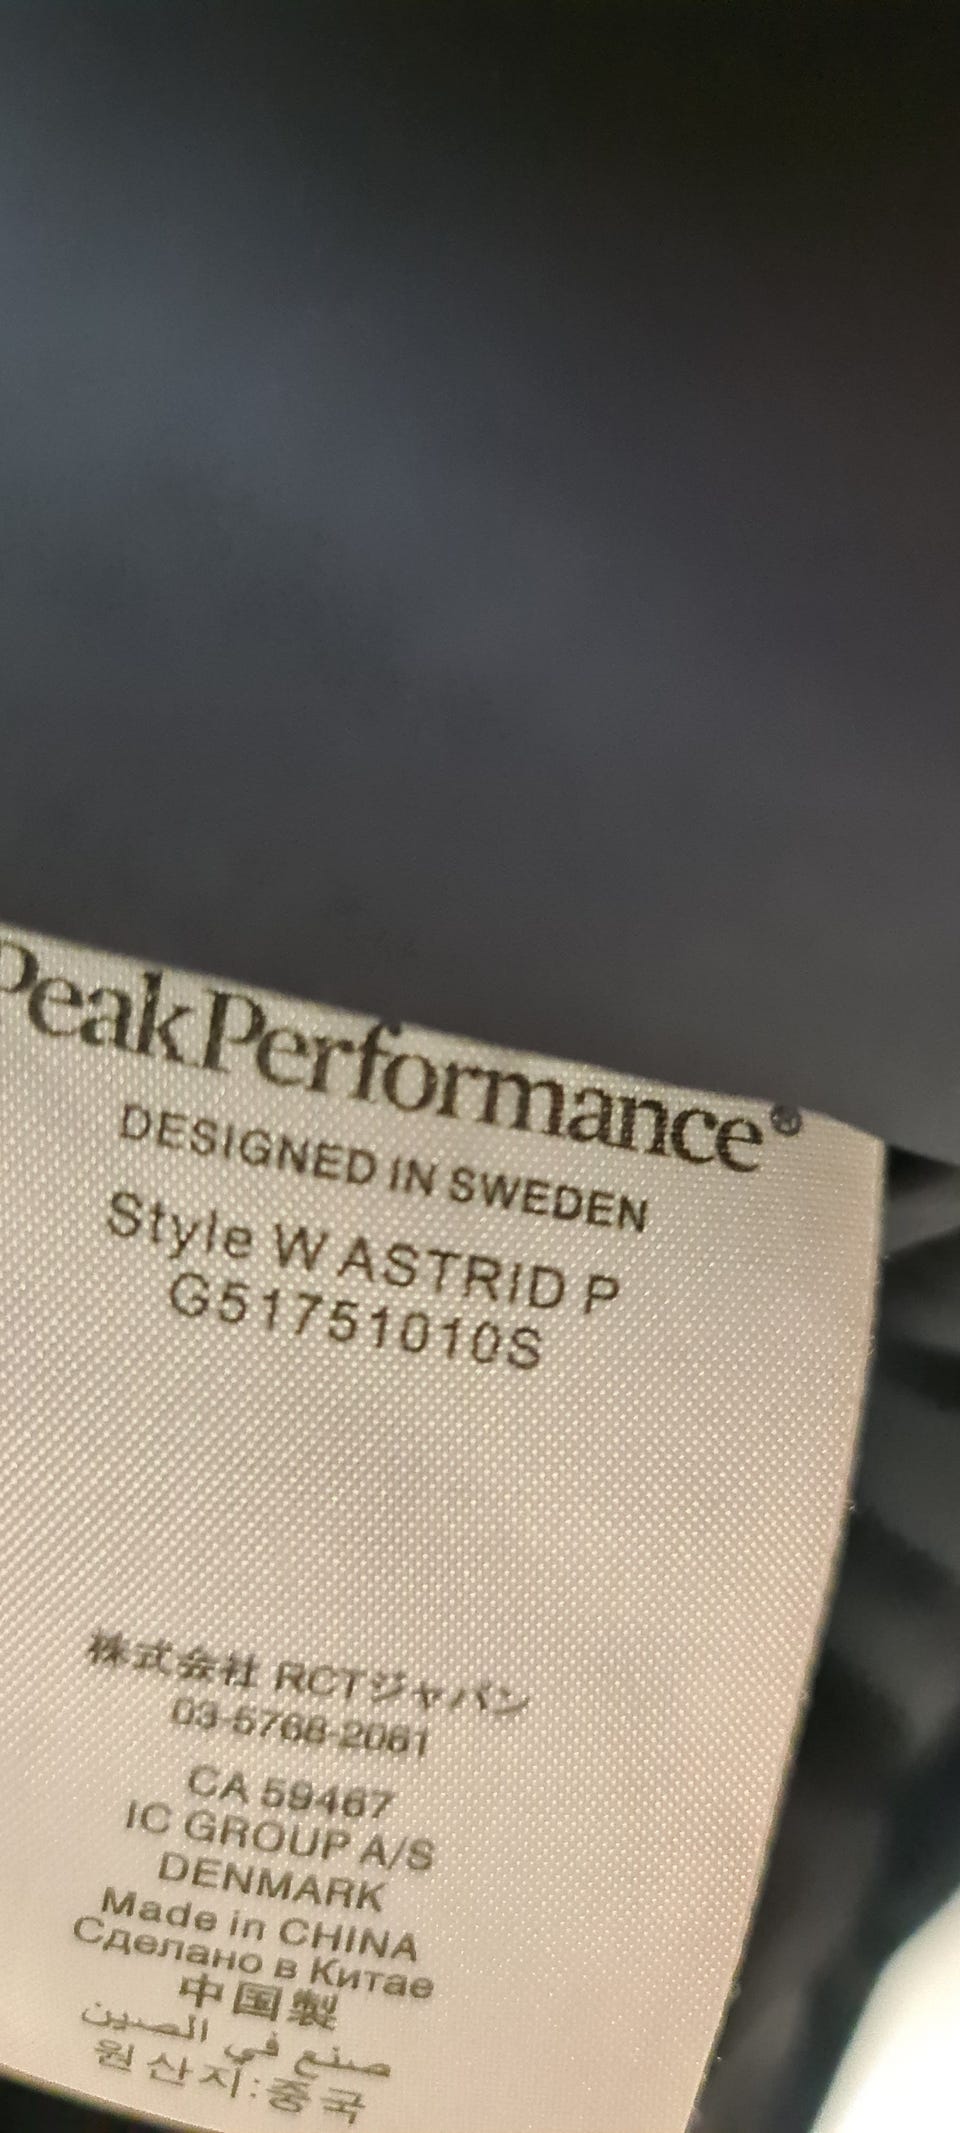 PeakPerformance®
DESIGNED IN SWEDEN
Style W ASTRID P
G51751010S
株式会社 RCTジャパン
03-5768-2061
CA 59467
IC GROUP A/S
DENMARK
Made in CHINA
Сделано в Китае
中国製
صنع في الصين
원산지:중국